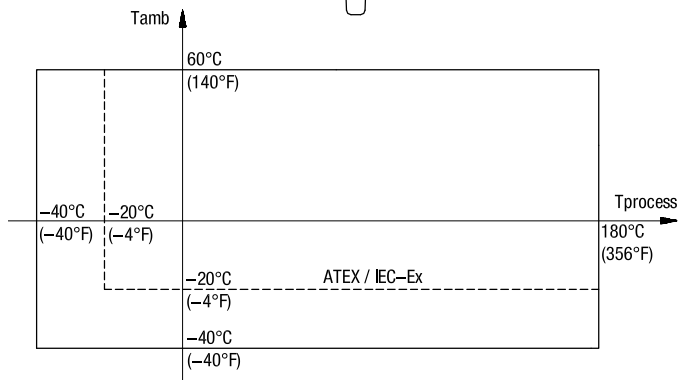 Tamb
60°C
(140°F)
Tprocess
–40°C
(–40°F)
–20°C
(–4°F)
180°C
(356°F)
–20°C
(–4°F)
ATEX / IEC–Ex
–40°C
(–40°F)